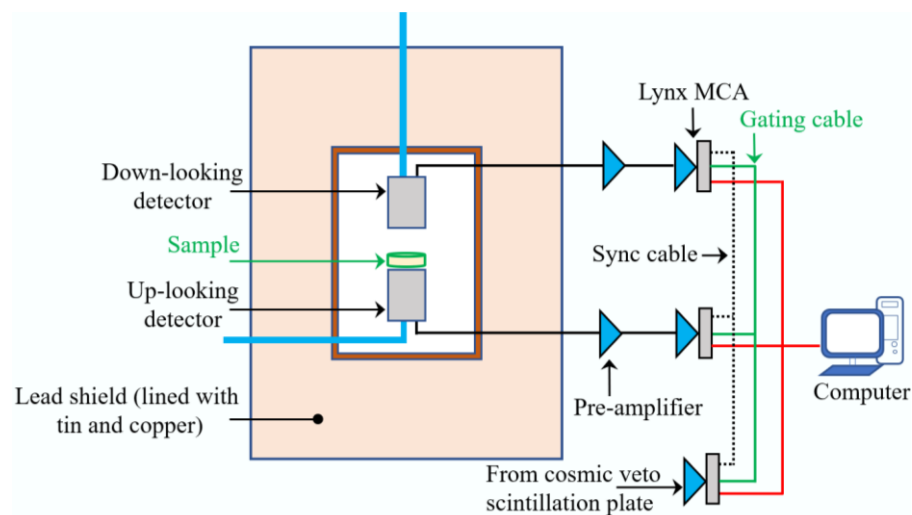 Lynx MCA
Gating cable
Down-looking
detector
Sample
Sync cable
Up-looking
detector
Computer
Lead shield (lined with
tin and copper)
Pre-amplifier
From cosmic veto
scintillation plate